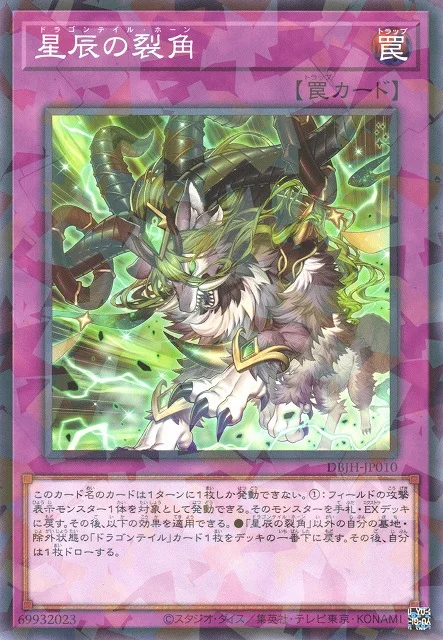 ドラゴンテイル・ホーン
星辰の裂角
トラップ
罠
トラップ
【罠カード】
DBJH-JP010
このカード名のカードは1ターンに1枚しか発動できない。①:フィールドの攻撃
表示モンスター1体を対象として発動できる。そのモンスターを手札・EXデッキ
に戻す。その後、以下の効果を適用できる。●「星辰の裂角」以外の自分の墓地・
除外状態の「ドラゴンテイル」カード1枚をデッキの一番下に戻す。その後、自分
は1枚ドローする。
69932023
©スタジオ・ダイス/集英社・テレビ東京・KONAMI